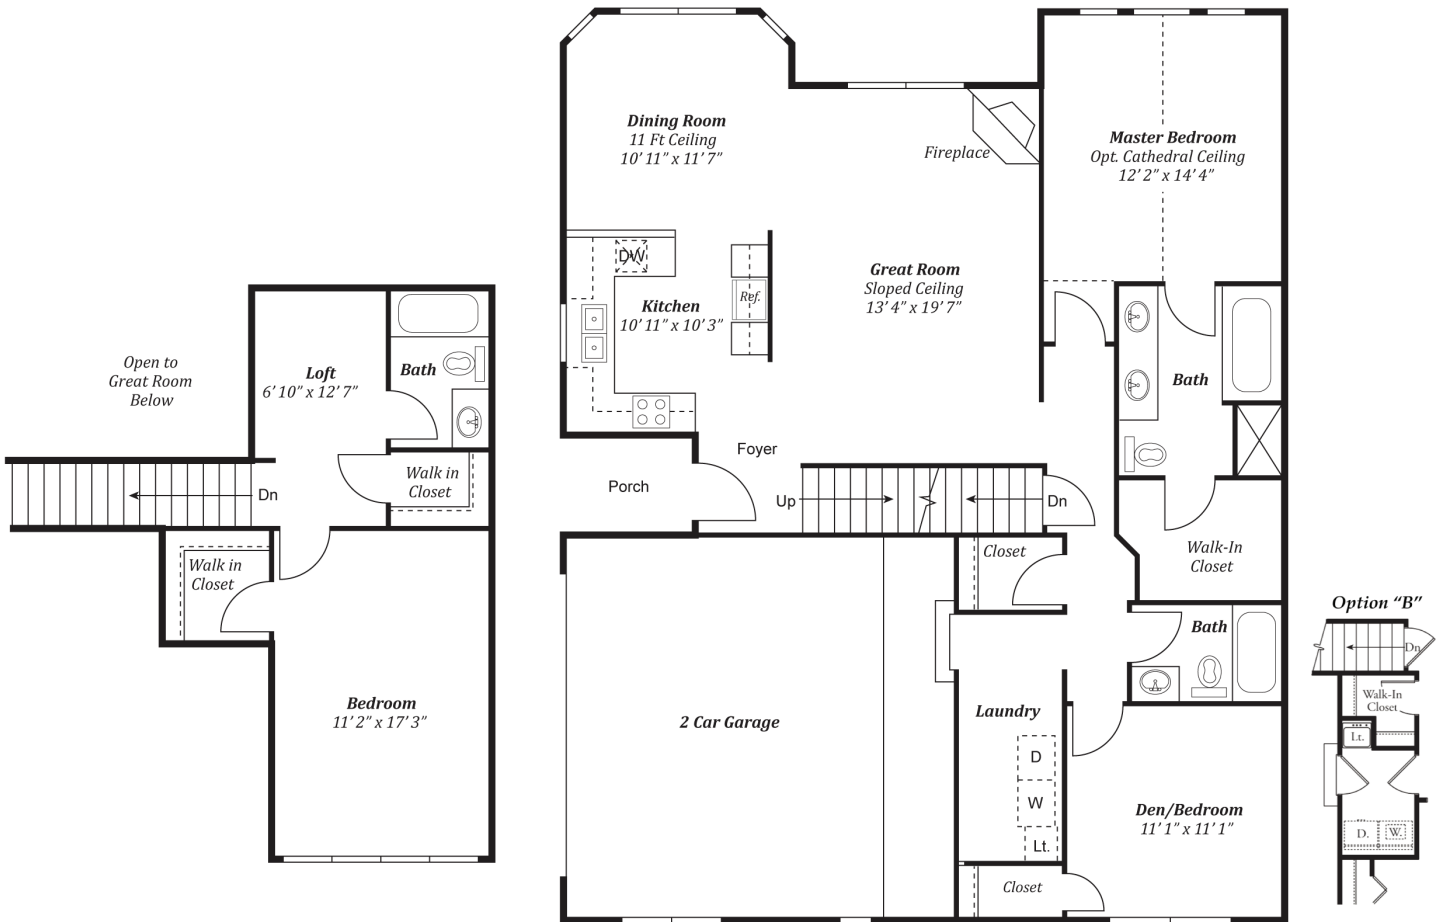 Open to
Great Room
Below
Loft
6’ 10” x 12’ 7”
Bath
Walk in
Closet
Dn
Walk in
Closet
Bedroom
11’ 2” x 17’ 3”
Dining Room
11 Ft Ceiling
10’ 11” x 11’ 7”
Fireplace
Master Bedroom
Opt. Cathedral Ceiling
12’ 2” x 14’ 4”
DW
Kitchen
10’ 11” x 10’ 3”
Ref.
Great Room
Sloped Ceiling
13’ 4” x 19’ 7”
Bath
Foyer
Porch
Up
Dn
Walk-In
Closet
Closet
Bath
2 Car Garage
Laundry
D
W
Lt.
Den/Bedroom
11’ 1” x 11’ 1”
Closet
Option “B”
Dn
Walk-In
Closet
Lt.
D.
W.